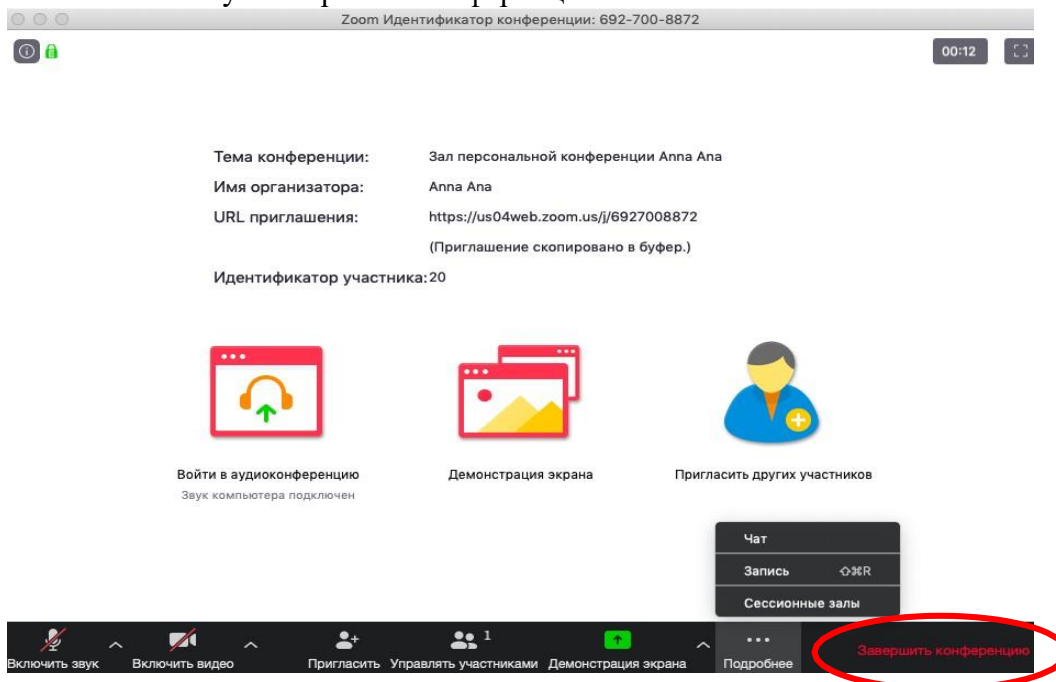 Zoom Идентификатор конференции: 692-700-8872
00:12
Тема конференции: Зал персональной конференции Anna Ana
Имя организатора: Anna Ana
URL приглашения: https://us04web.zoom.us/j/6927008872
(Приглашение скопировано в буфер.)
Идентификатор участника: 20
Войти в аудиоконференцию
Звук компьютера подключен
Демонстрация экрана
Пригласить других участников
Чат
Запись ⇧⌘R
Сессионные залы
Включить звук
Включить видео
Пригласить
Управлять участниками 1
Демонстрация экрана
Подробнее
Завершить конференцию